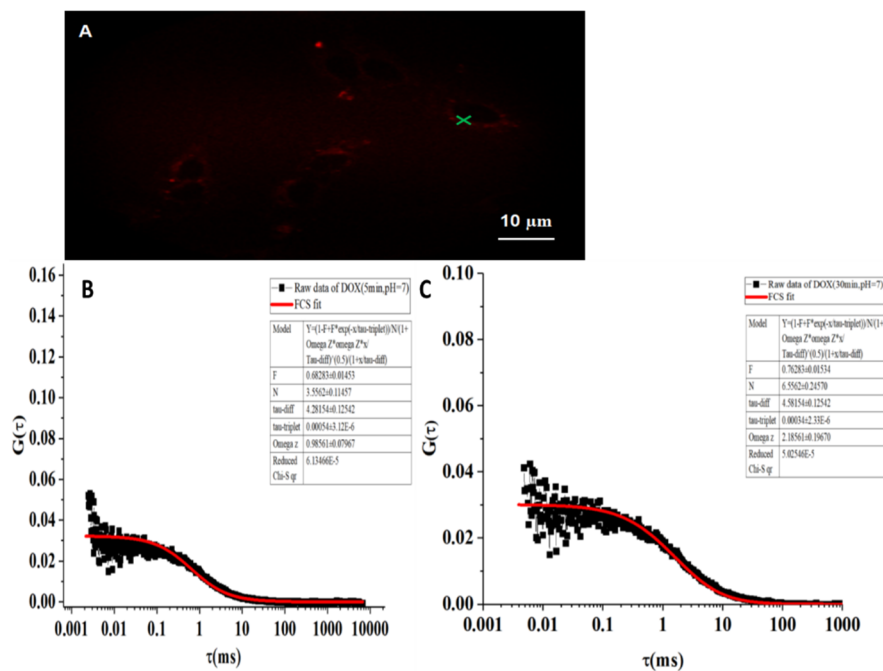 A
10 μm
B
0.16
0.14
0.12
0.10
0.08
0.06
0.04
0.02
0.00
G(τ)
0.001 0.01 0.1 1 10 100 1000 10000
τ(ms)
Raw data of DOX(5min,pH=7)
FCS fit
Model Y=(1-F+F*exp(-x/tau-triplet))/N/(1+
Omega Z*omega Z*x/
Tau-diff)^(0.5)/(1+x/tau-diff)
F 0.68283±0.01453
N 3.5562±0.11457
tau-diff 4.28154±0.12542
tau-triplet 0.00054±3.12E-6
Omega z 0.98561±0.07967
Reduced 6.13466E-5
Chi-S qr
C
0.10
0.08
0.06
0.04
0.02
0.00
G(τ)
0.001 0.01 0.1 1 10 100 1000
τ(ms)
Raw data of DOX(30min,pH=7)
FCS fit
Model Y=(1-F+F*exp(-x/tau-triplet))/N/(1+
Omega Z*omega Z*x/
Tau-diff)^(0.5)/(1+x/tau-diff)
F 0.76283±0.01534
N 6.5562±0.24570
tau-diff 4.58154±0.12542
tau-triplet 0.00034±2.33E-6
Omega z 2.18561±0.19670
Reduced 5.02546E-5
Chi-S qr